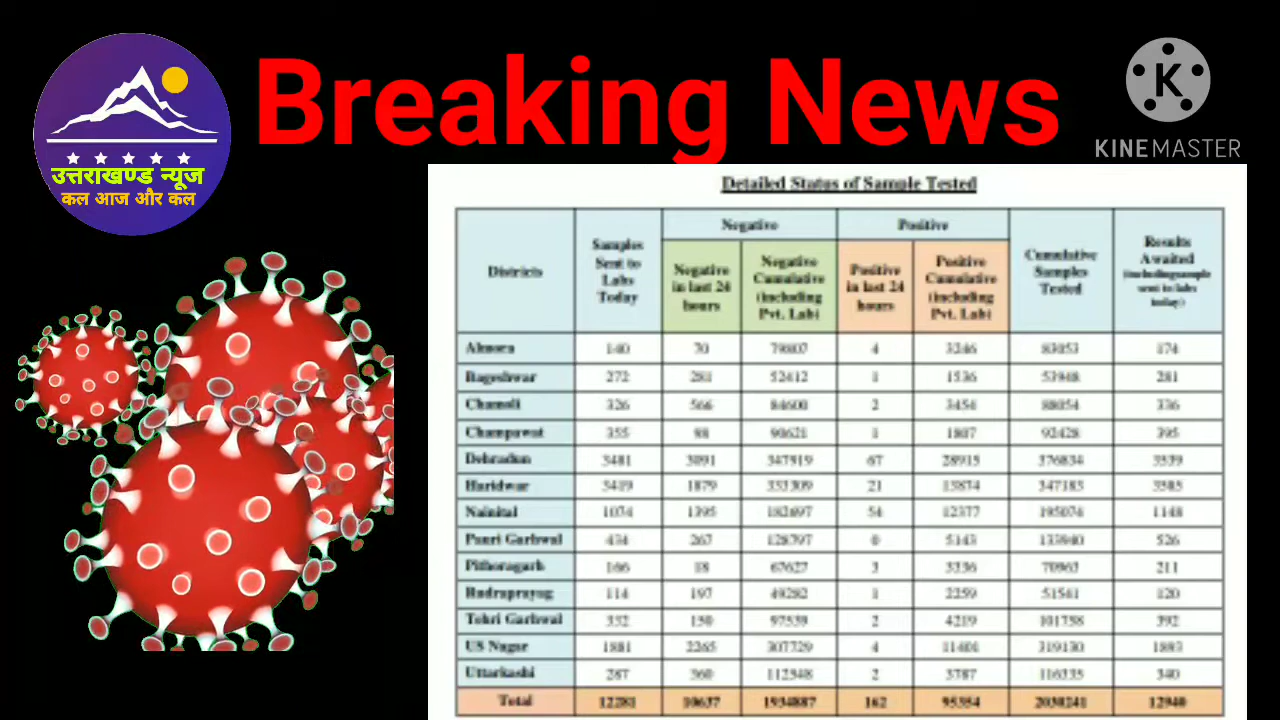 Breaking News
K
KINEMASTER
उत्तराखण्ड न्यूज
कल आज और कल
Detailed Status of Sample Tested
Districts
Samples
Sent to
Labs
Today
Negative
Negative
in last 24
hours
Negative
Cumulative
(including
Pvt. Lab)
Positive
Positive
in last 24
hours
Positive
Cumulative
(including
Pvt. Lab)
Cumulative
Samples
Tested
Results
Awaited
(including sample
sent to labs
today)
Almora 140 70 79807 4 3246 83053 174
Bageshwar 272 281 52412 1 1536 53948 281
Chamoli 326 566 84600 2 3454 88054 336
Champawat 355 98 90621 1 1807 92428 395
Dehradun 3481 3091 347919 67 28915 376834 3539
Haridwar 3419 1879 333309 21 13874 347183 3585
Nainital 1074 1395 182697 54 12377 195074 1148
Pauri Garhwal 434 267 128797 0 5143 133940 526
Pithoragarh 166 18 67627 3 3336 70963 211
Rudraprayag 114 197 49282 1 2259 51541 120
Tehri Garhwal 332 150 97539 2 4219 101758 392
US Nagar 1881 2265 307729 4 11401 319130 1893
Uttarkashi 287 360 112548 2 3787 116335 340
Total 12281 10637 1934887 162 95354 2030241 12940